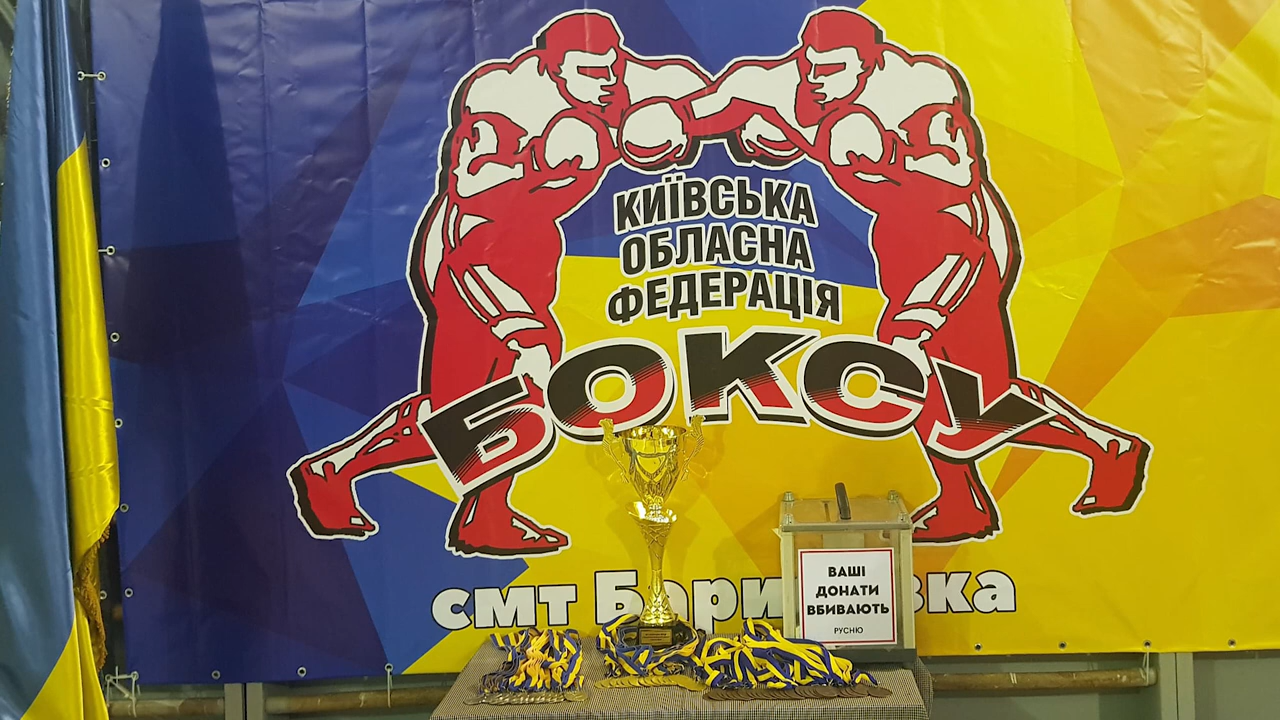 КИЇВСЬКА
ОБЛАСНА
ФЕДЕРАЦІЯ
БОКСУ
смт
ВАШІ
ДОНАТИ
ВБИВАЮТЬ
РУСНЮ